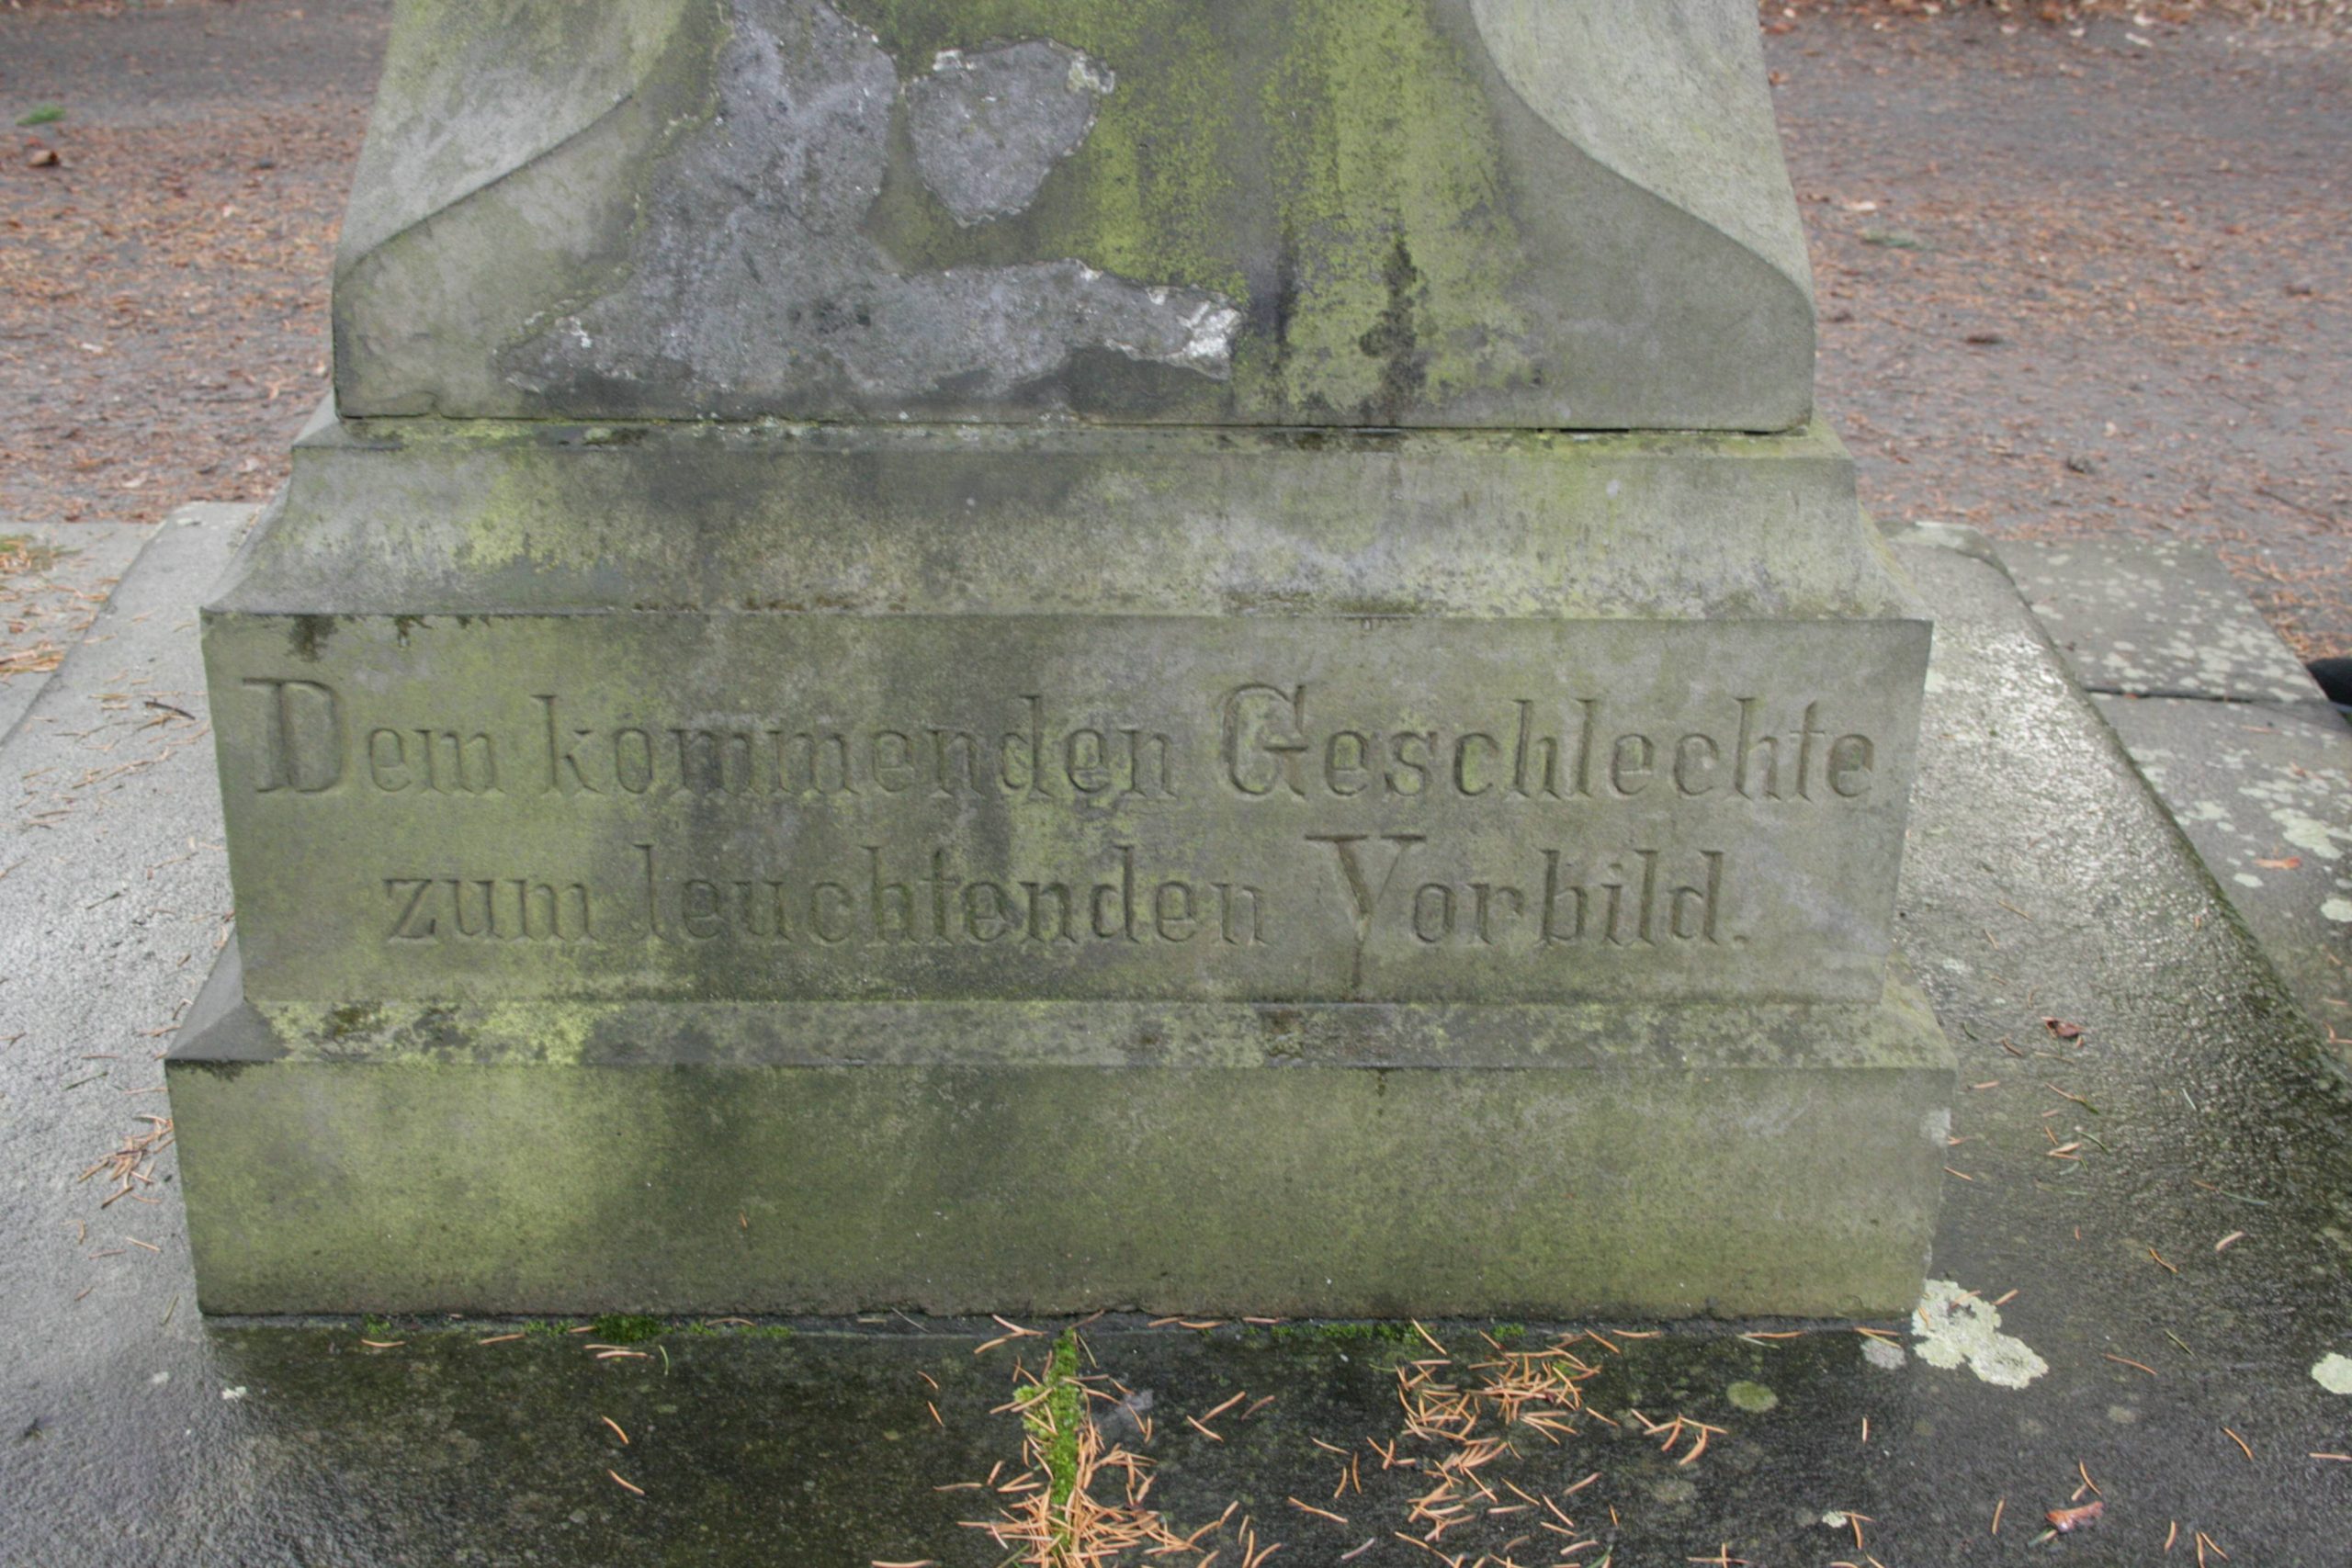 Dem kommenden Geschlechte
zum leuchtenden Vorbild.